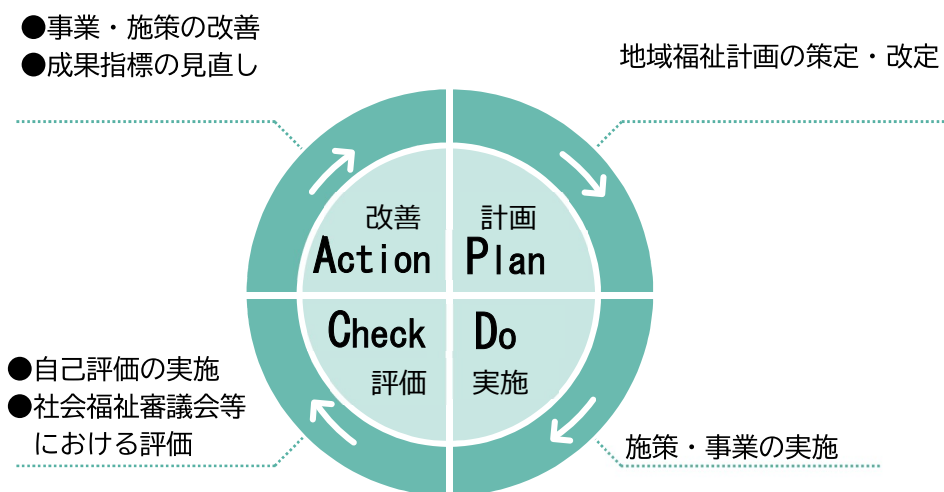 ●事業・施策の改善
●成果指標の見直し
地域福祉計画の策定・改定
改善
Action
計画
Plan
Check
評価
Do
実施
●自己評価の実施
●社会福祉審議会等
における評価
施策・事業の実施